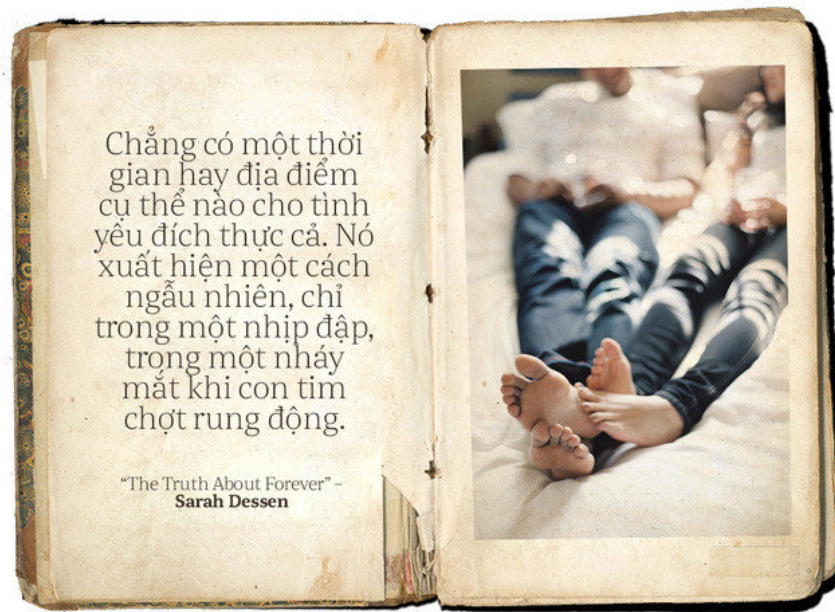 Chẳng có một thời
gian hay địa điểm
cụ thể nào cho tình
yêu đích thực cả. Nó
xuất hiện một cách
ngẫu nhiên, chỉ
trong một nhịp đập,
trong một nháy
mắt khi con tim
chợt rung động.
“The Truth About Forever” –
Sarah Dessen